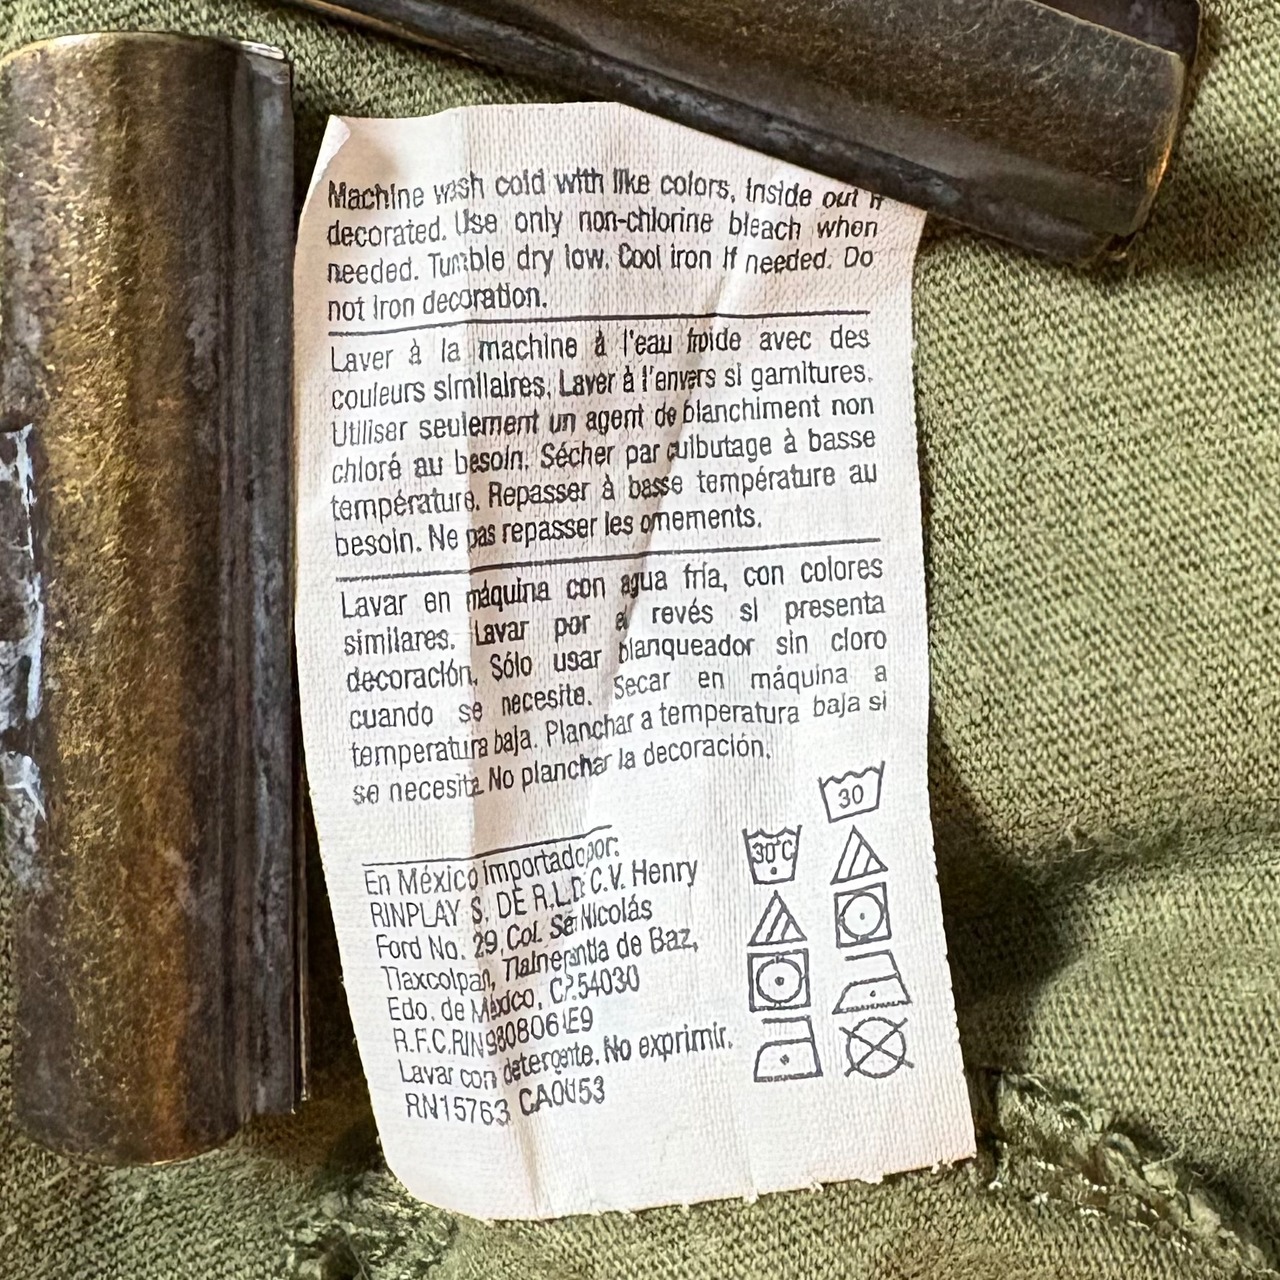 Machine wash cold with like colors, inside out if
decorated. Use only non-chlorine bleach when
needed. Tumble dry low. Cool iron if needed. Do
not iron decoration.
Laver à la machine à l'eau froide avec des
couleurs similaires. Laver à l'envers si garnitures.
Utiliser seulement un agent de blanchiment non
chloré au besoin. Sécher par culbutage à basse
température. Repasser à basse température au
besoin. Ne pas repasser les ornements.
Lavar en máquina con agua fría, con colores
similares. Lavar por el revés si presenta
decoración. Sólo usar blanqueador sin cloro
cuando se necesite. Secar en máquina a
temperatura baja. Planchar a temperatura baja si
se necesita No planchar la decoración.
En México importado por:
RINPLAY S. DE R.L.D C.V. Henry
Ford No. 29, Col. San Nicolás
Tlaxcolpan, Tlalnepantla de Baz,
Edo. de México, C.P. 54030
R.F.C.RIN980806IE9
Lavar con detergente. No exprimir.
RN15763 CA00153
30
30°C